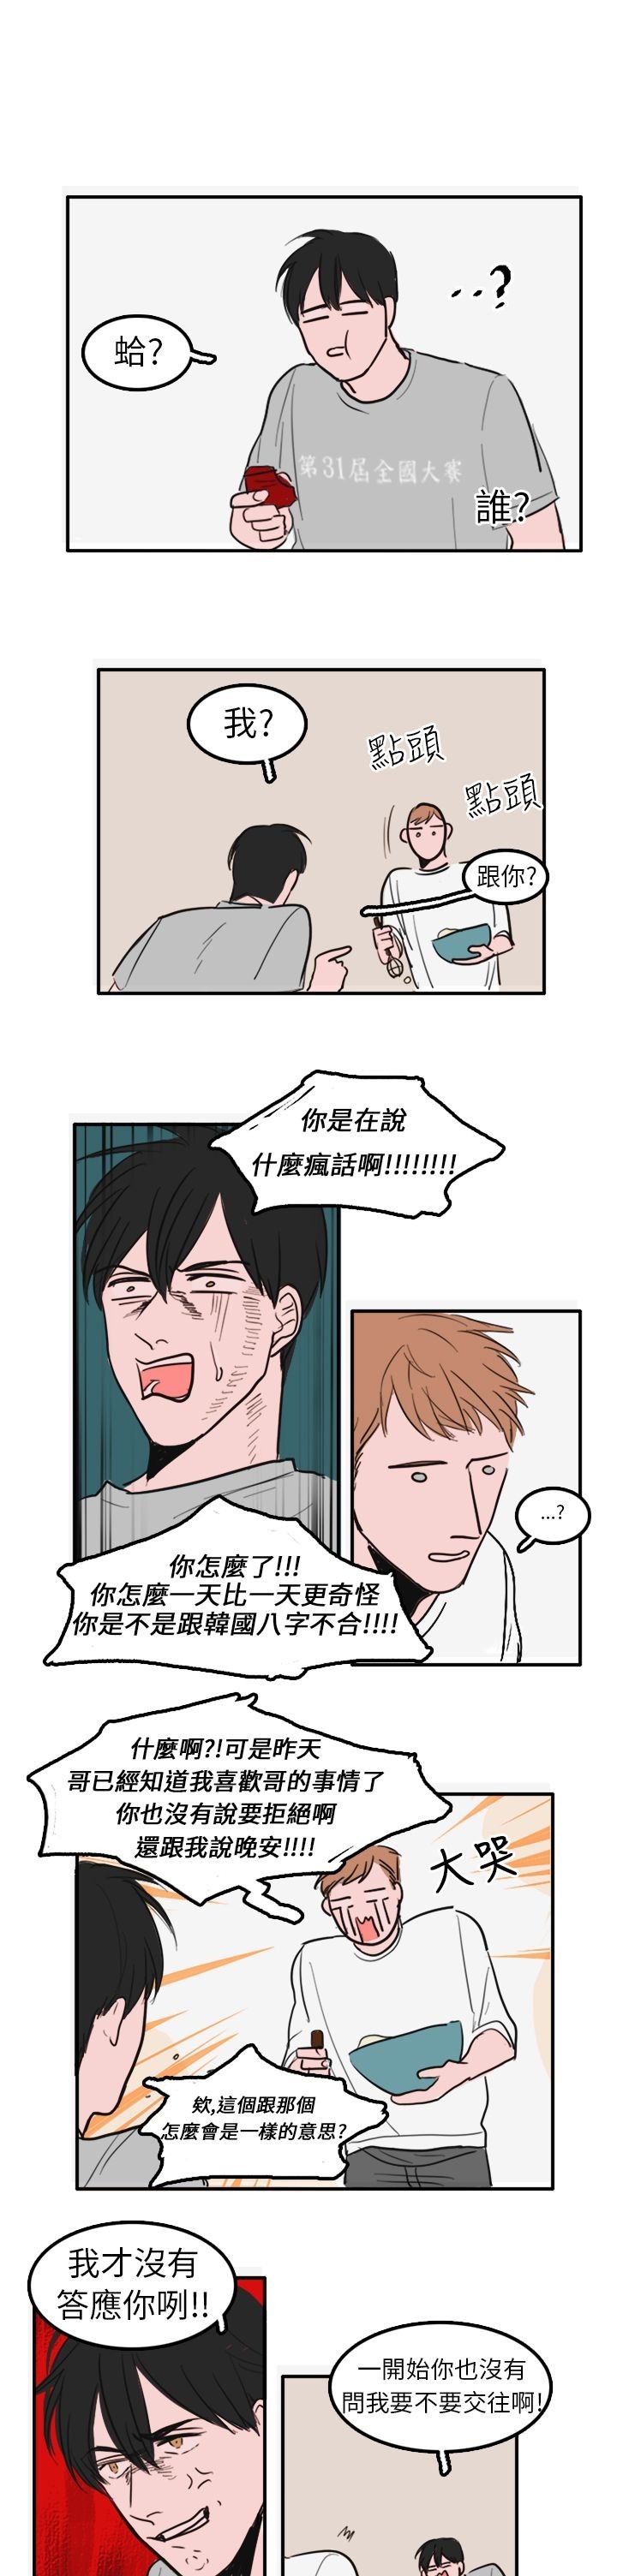 蛤?
第31屆全國大賽
誰?
我?
點頭
點頭
跟你?
你是在說
什麼瘋話啊!!!!!!!!
...?
你怎麼了!!!
你怎麼一天比一天更奇怪
你是不是跟韓國八字不合!!!!
什麼啊?!可是昨天
哥已經知道我喜歡哥的事情了
你也沒有說要拒絕啊
還跟我說晚安!!!!
大哭
欸,這個跟那個
怎麼會是一樣的意思?
我才沒有
答應你咧!!
一開始你也沒有
問我要不要交往啊!